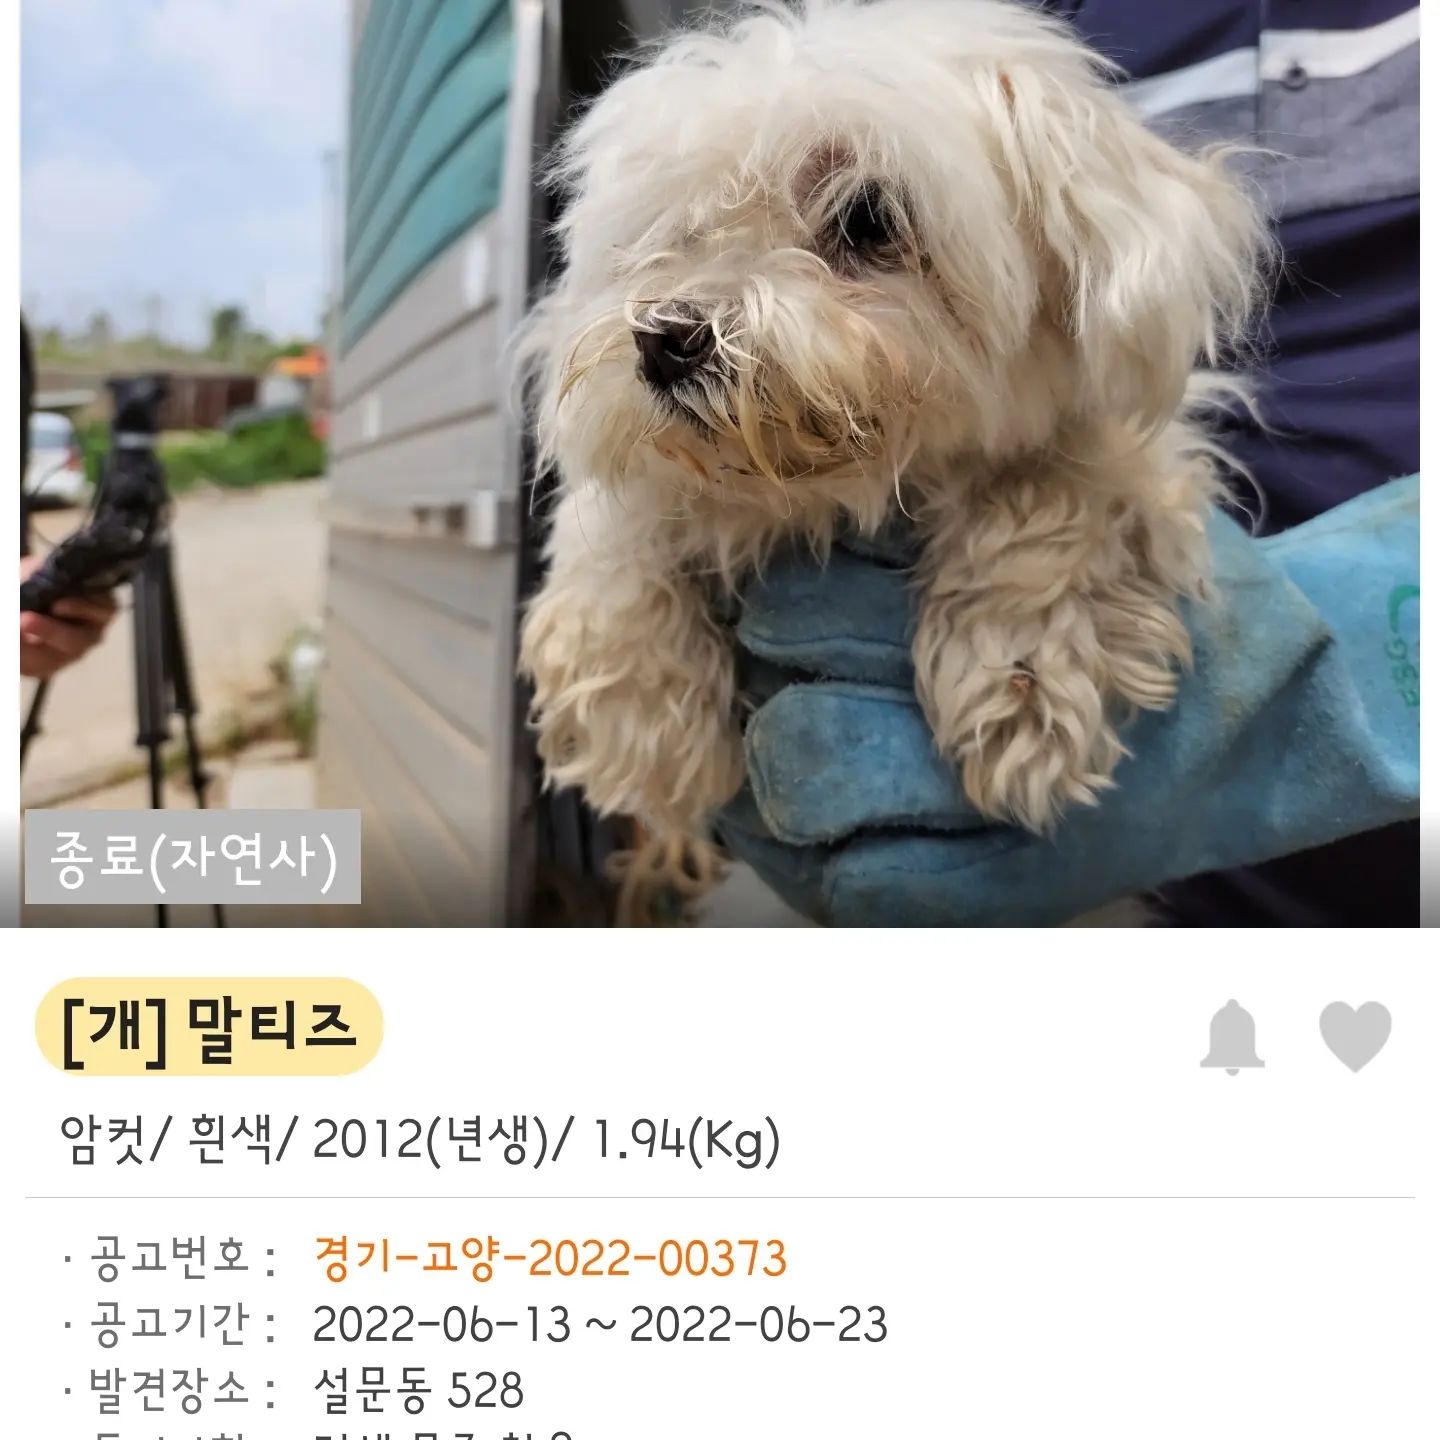 종료(자연사)
[개] 말티즈
암컷/ 흰색/ 2012(년생)/ 1.94(Kg)
· 공고번호 : 경기-고양-2022-00373
· 공고기간 : 2022-06-13 ~ 2022-06-23
· 발견장소 : 설문동 528